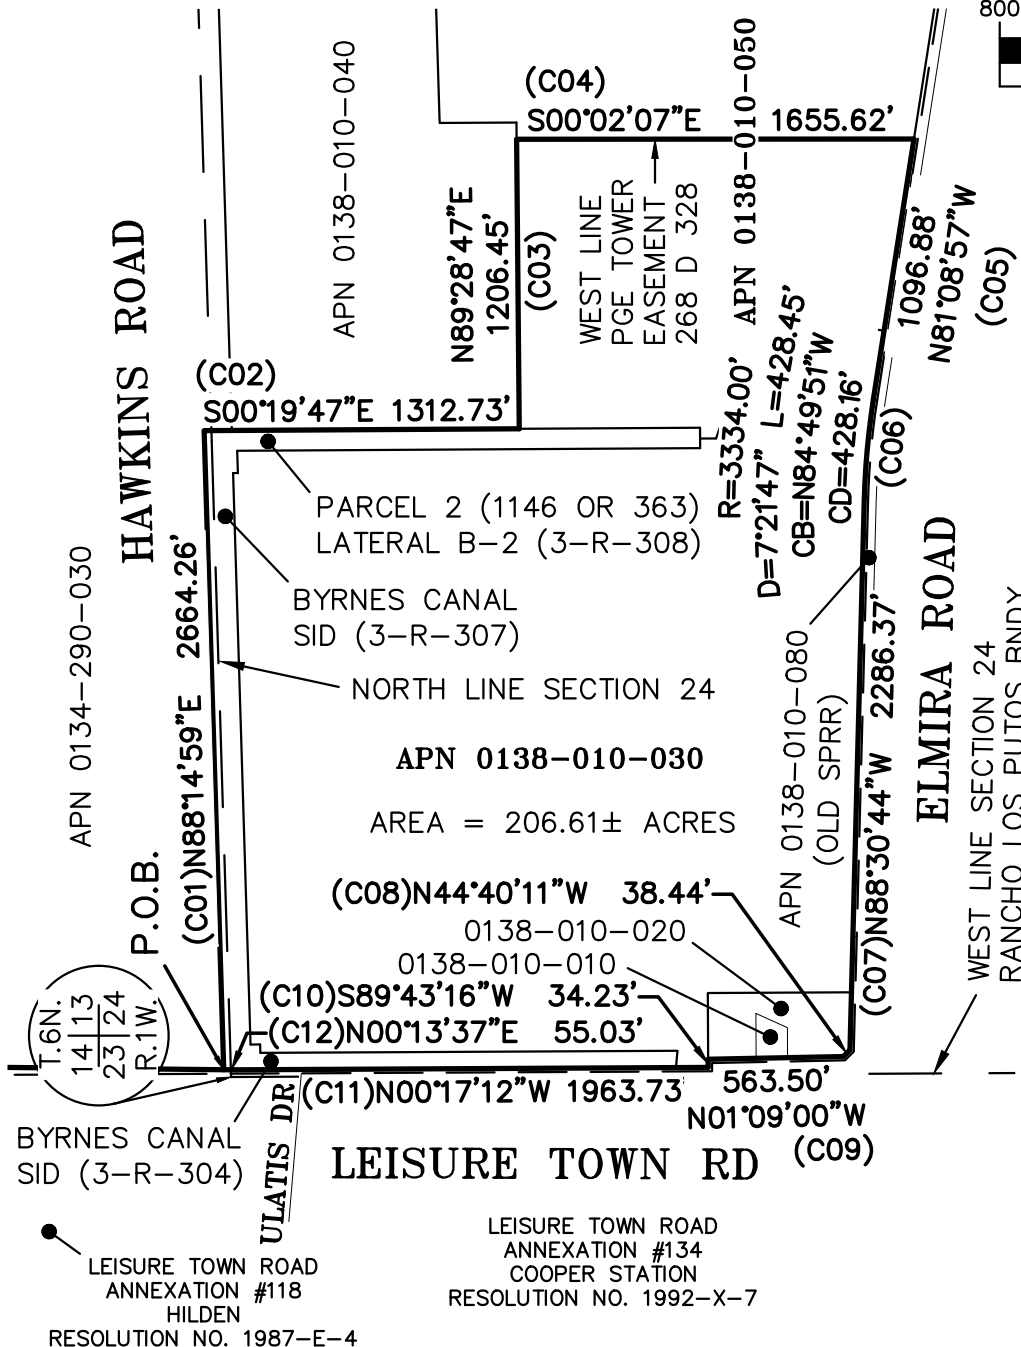 800
(C04)
S00°02'07"E 1655.62'
APN 0138-010-040
APN 0138-010-050
N89°28'47"E
1206.45'
(C03)
WEST LINE
PGE TOWER
EASEMENT
268 D 328
1096.88'
N81°08'57"W
(C05)
HAWKINS ROAD
(C02)
S00°19'47"E 1312.73'
R=3334.00'
D=7°21'47" L=428.45'
CB=N84°49'51"W
CD=428.16'
(C06)
PARCEL 2 (1146 OR 363)
LATERAL B-2 (3-R-308)
BYRNES CANAL
SID (3-R-307)
NORTH LINE SECTION 24
APN 0134-290-030
(C01)N88°14'59"E 2664.26'
APN 0138-010-030
AREA = 206.61± ACRES
APN 0138-010-080
(OLD SPRR)
(C07)N88°30'44"W 2286.37'
ELMIRA ROAD
WEST LINE SECTION 24
RANCHO LOS PUTOS BNDY
P.O.B.
(C08)N44°40'11"W 38.44'
0138-010-020
0138-010-010
(C10)S89°43'16"W 34.23'
(C12)N00°13'37"E 55.03'
T.6N.
14 13
23 24
R.1W.
(C11)N00°17'12"W 1963.73'
563.50'
N01°09'00"W
(C09)
BYRNES CANAL
SID (3-R-304)
ULATIS DR
LEISURE TOWN RD
LEISURE TOWN ROAD
ANNEXATION #118
HILDEN
RESOLUTION NO. 1987-E-4
LEISURE TOWN ROAD
ANNEXATION #134
COOPER STATION
RESOLUTION NO. 1992-X-7